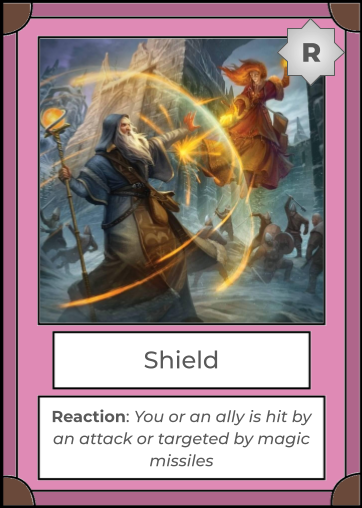 R
Shield
Reaction: You or an ally is hit by
an attack or targeted by magic
missiles